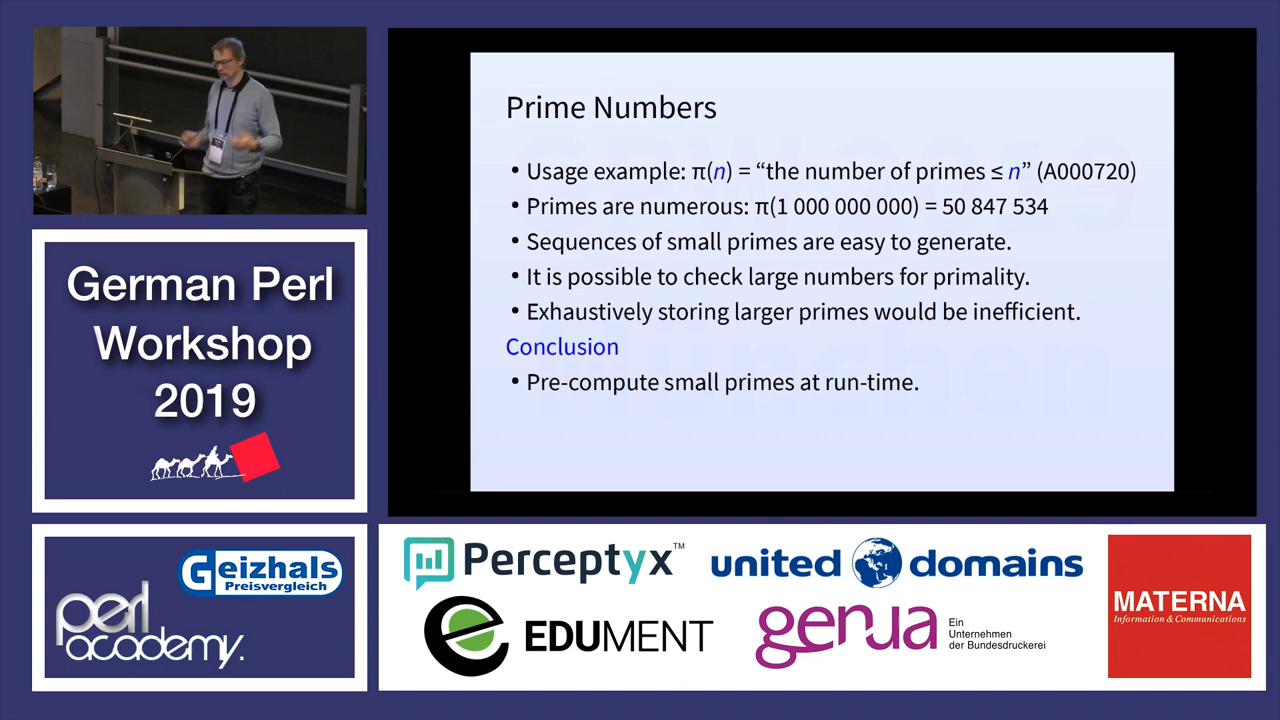 Prime Numbers
• Usage example: π(n) = “the number of primes ≤ n” (A000720)
• Primes are numerous: π(1 000 000 000) = 50 847 534
• Sequences of small primes are easy to generate.
• It is possible to check large numbers for primality.
• Exhaustively storing larger primes would be inefficient.
Conclusion
• Pre-compute small primes at run-time.
German Perl
Workshop
2019
Geizhals
Preisvergleich
perl
academy.
Perceptyx™
united domains
EDUMENT
genua
Ein
Unternehmen
der Bundesdruckerei
MATERNA
Information & Communications